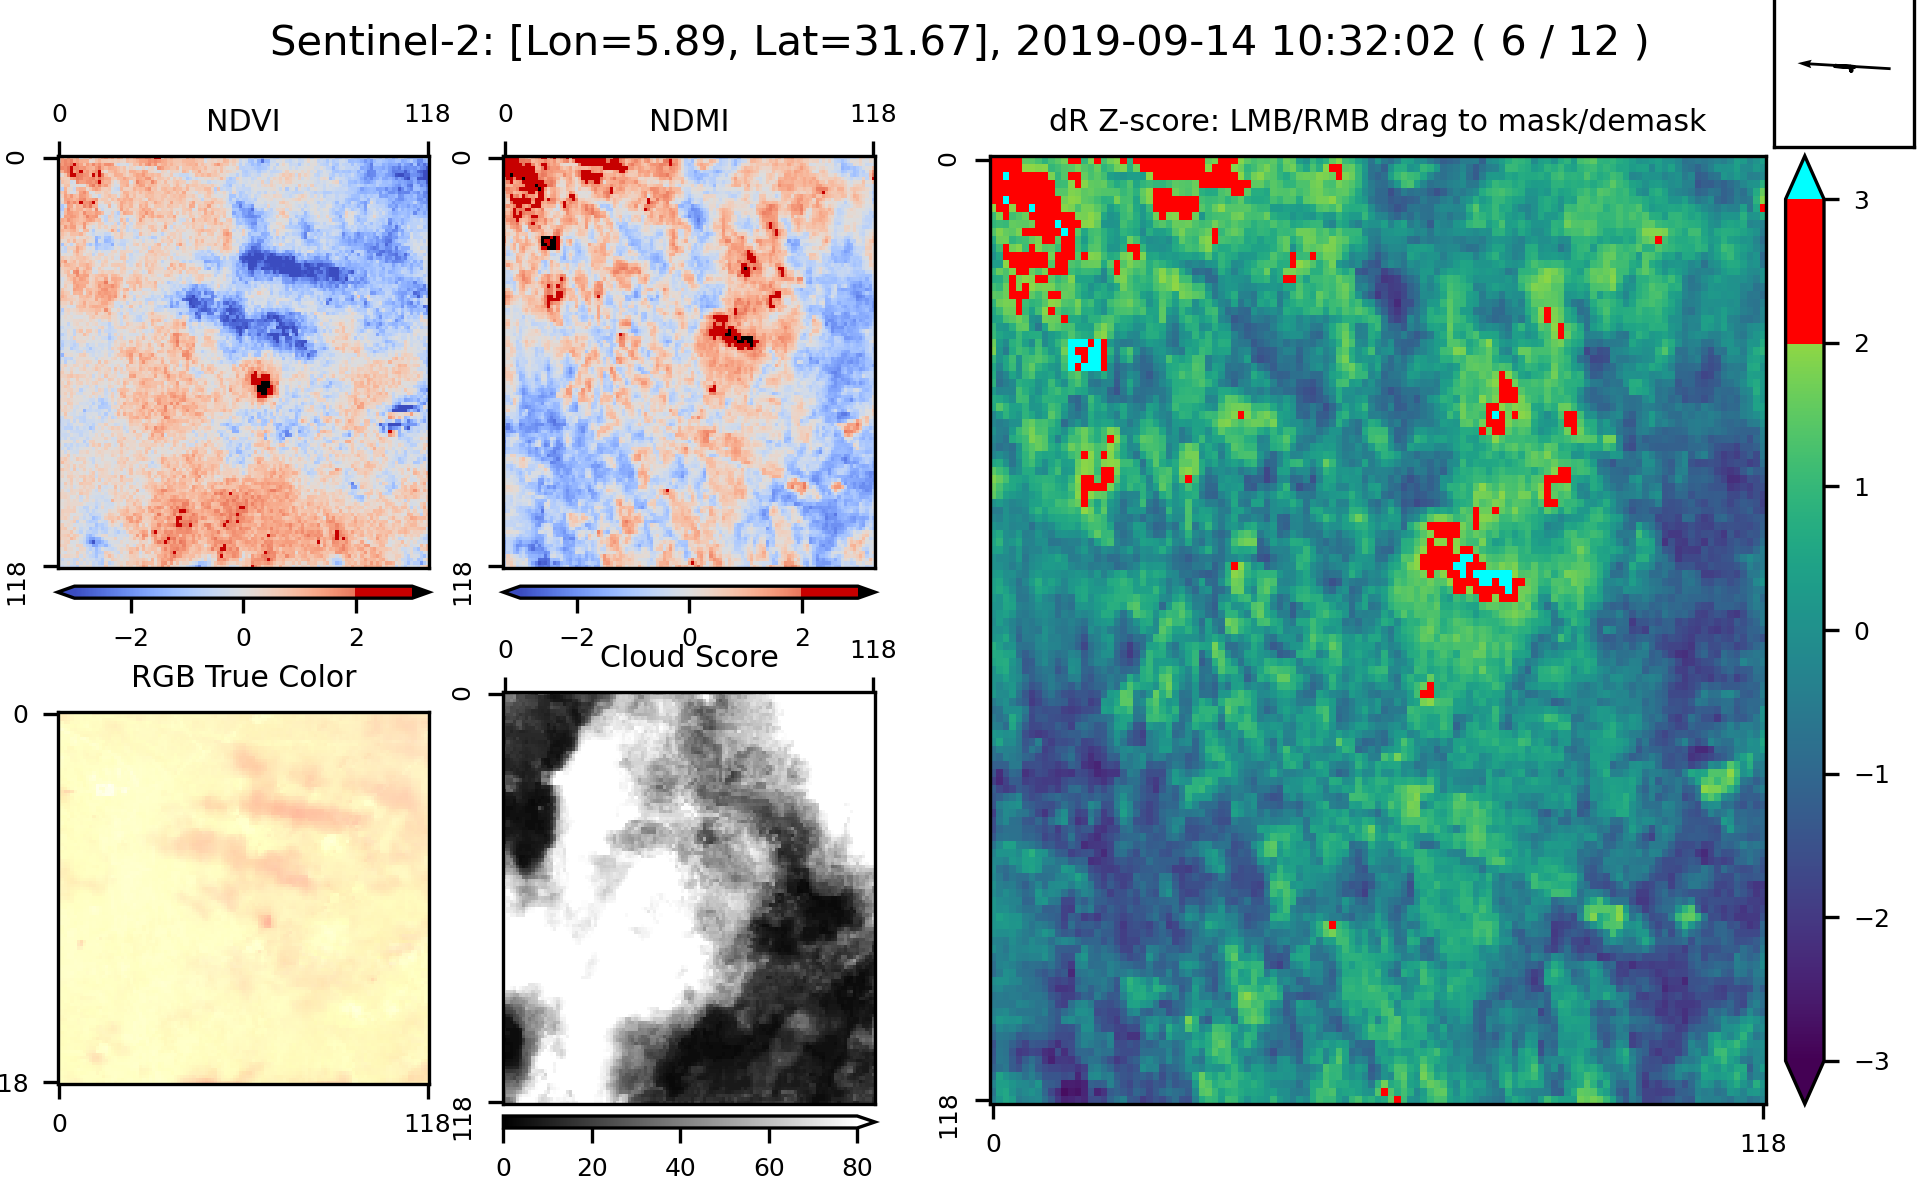 Sentinel-2: [Lon=5.89, Lat=31.67], 2019-09-14 10:32:02 ( 6 / 12 )
NDVI
0 118
0
118
−2 0 2
NDMI
0 118
0
118
−2 0 2
dR Z-score: LMB/RMB drag to mask/demask
0
118
0 118
3
2
1
0
−1
−2
−3
RGB True Color
0
18
0 118
Cloud Score
0 118
0
118
0 20 40 60 80